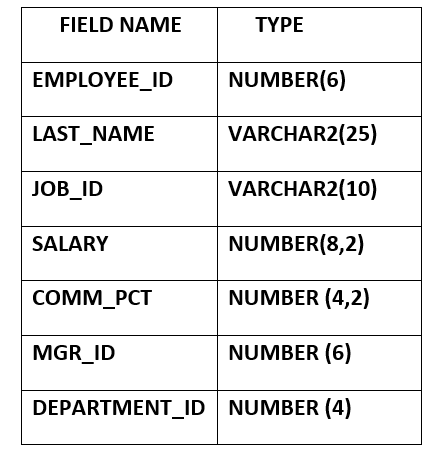 FIELD NAME TYPE
EMPLOYEE_ID NUMBER(6)
LAST_NAME VARCHAR2(25)
JOB_ID VARCHAR2(10)
SALARY NUMBER(8,2)
COMM_PCT NUMBER (4,2)
MGR_ID NUMBER (6)
DEPARTMENT_ID NUMBER (4)